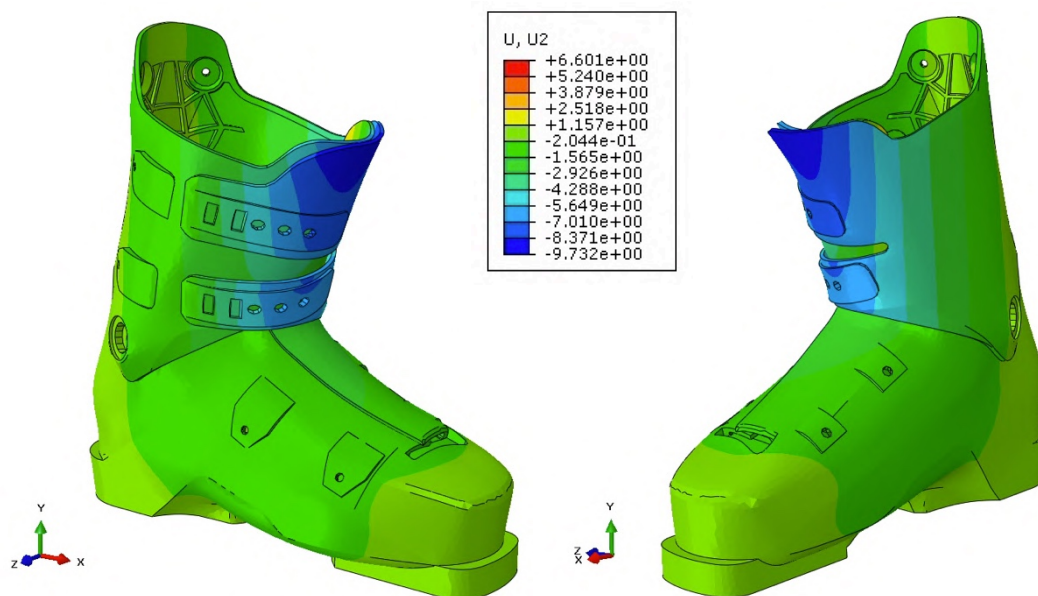 U, U2
+6.601e+00
+5.240e+00
+3.879e+00
+2.518e+00
+1.157e+00
-2.044e-01
-1.565e+00
-2.926e+00
-4.288e+00
-5.649e+00
-7.010e+00
-8.371e+00
-9.732e+00
Y
Z
X
Y
Z
X